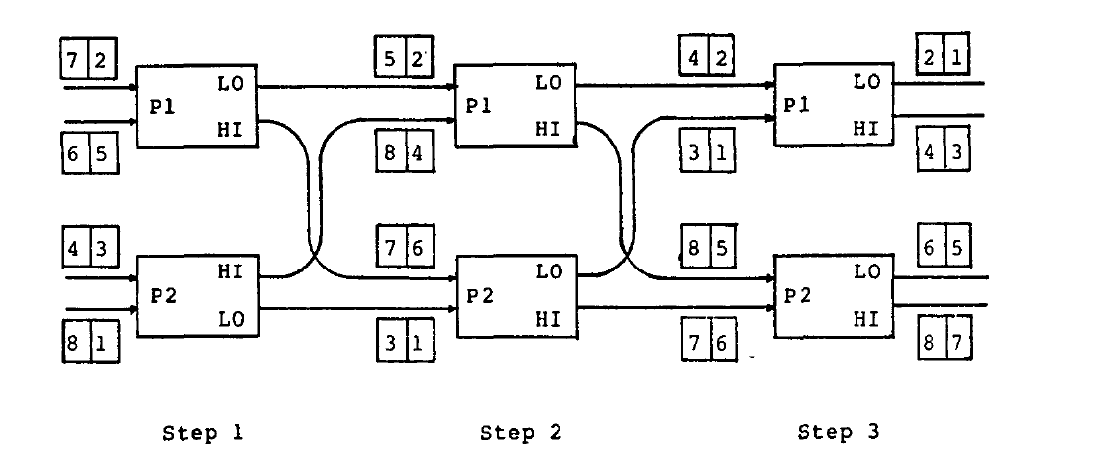 7 2 5 2 4 2 2 1
LO LO LO
P1 P1 P1
HI HI HI
6 5 8 4 3 1 4 3
4 3 7 6 8 5 6 5
HI LO LO
P2 P2 P2
LO HI HI
8 1 3 1 7 6 8 7
Step 1 Step 2 Step 3